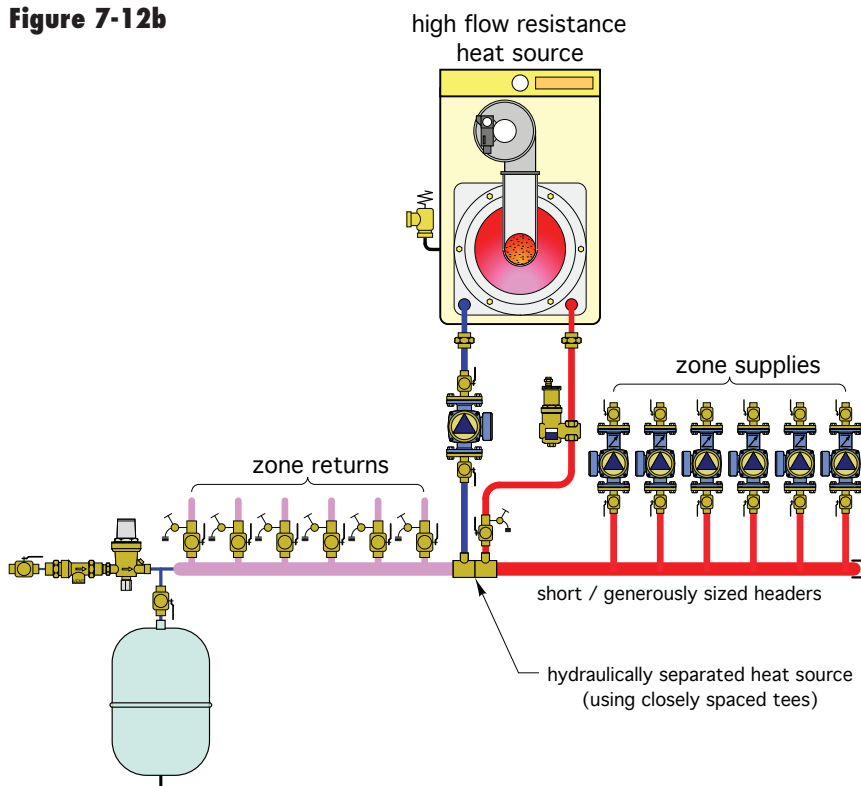 Figure 7-12b
high flow resistance
heat source
zone supplies
zone returns
short / generously sized headers
hydraulically separated heat source
(using closely spaced tees)